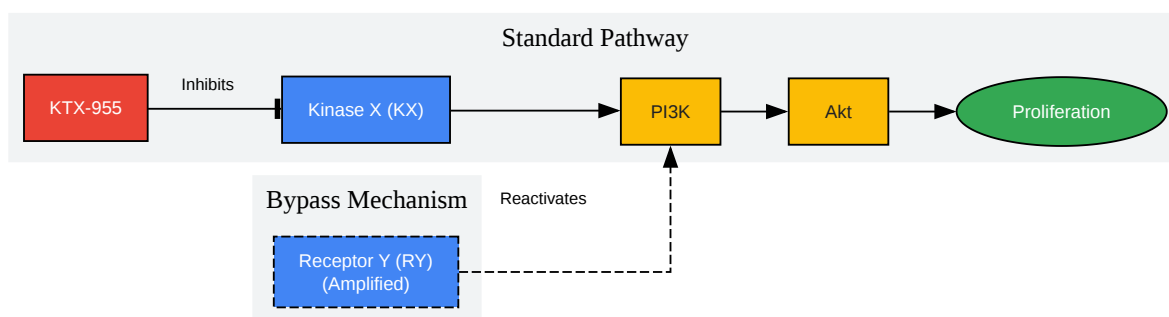 Standard Pathway
KTX-955
Inhibits
Kinase X (KX)
PI3K
Akt
Proliferation
Bypass Mechanism
Reactivates
Receptor Y (RY)
(Amplified)